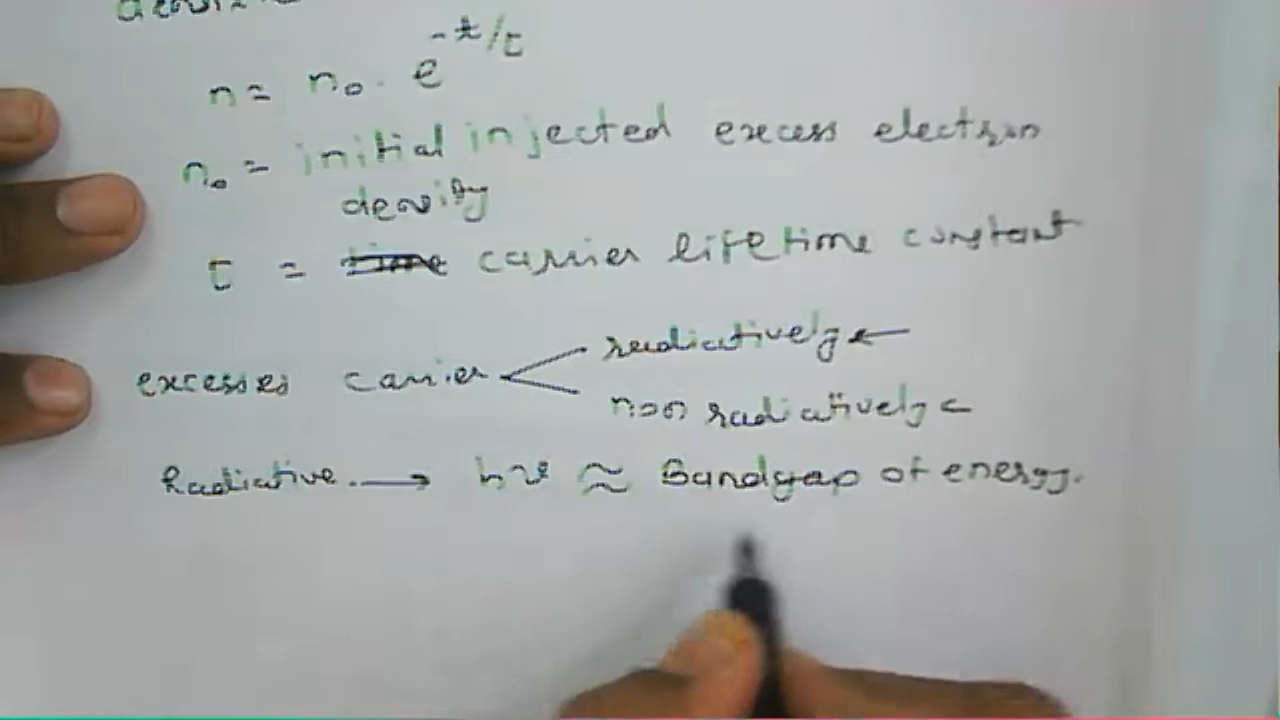 n = n₀ · e^(-t/τ)
n₀ = initial injected excess electron
density
τ = carrier lifetime constant
excesses carrier < radiatively ←
non radiatively ←
Radiative. → hν ≈ Bandgap of energy.